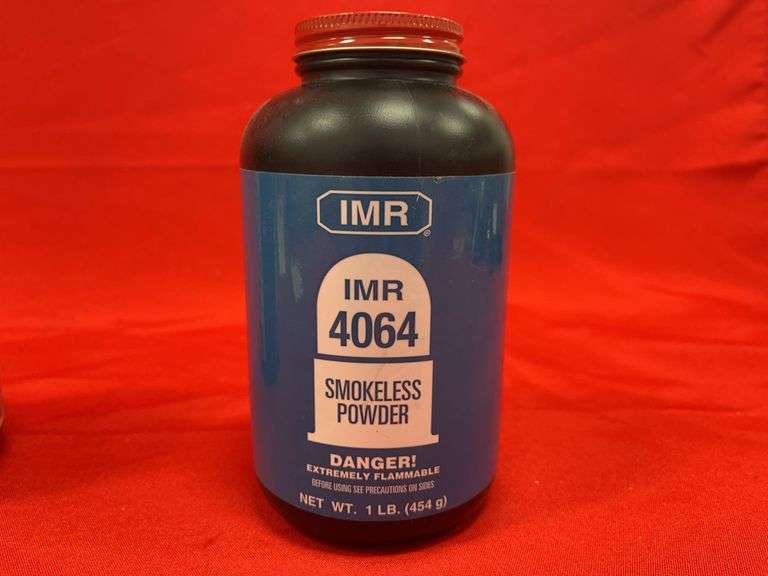 IMR
®
IMR
4064
SMOKELESS
POWDER
DANGER!
EXTREMELY FLAMMABLE
BEFORE USING SEE PRECAUTIONS ON SIDES
NET WT. 1 LB. (454 g)